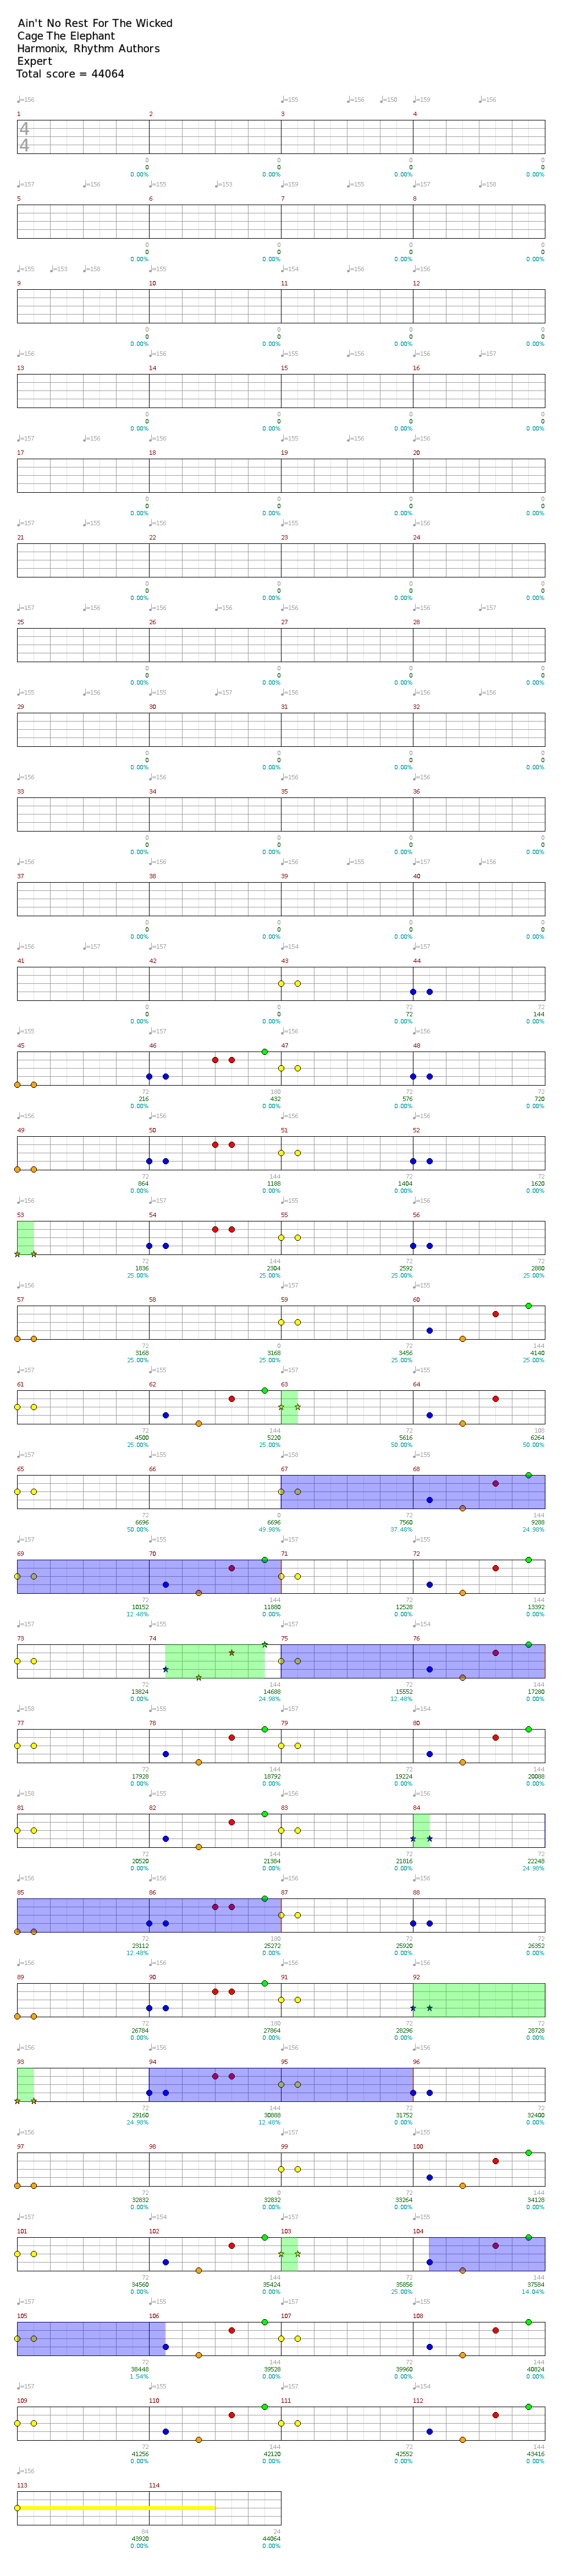 Ain't No Rest For The Wicked
Cage The Elephant
Harmonix, Rhythm Authors
Expert
Total score = 44064
♩=156 ♩=155 ♩=156 ♩=150 ♩=159 ♩=156
1 2 3 4
4
4
0 0 0 0
0 0 0 0
0.00% 0.00% 0.00% 0.00%
♩=157 ♩=156 ♩=155 ♩=153 ♩=159 ♩=155 ♩=157 ♩=158
5 6 7 8
0 0 0 0
0 0 0 0
0.00% 0.00% 0.00% 0.00%
♩=155 ♩=153 ♩=158 ♩=155 ♩=154 ♩=156 ♩=156
9 10 11 12
0 0 0 0
0 0 0 0
0.00% 0.00% 0.00% 0.00%
♩=156 ♩=156 ♩=155 ♩=156 ♩=156 ♩=157
13 14 15 16
0 0 0 0
0 0 0 0
0.00% 0.00% 0.00% 0.00%
♩=157 ♩=156 ♩=156 ♩=155 ♩=156 ♩=156
17 18 19 20
0 0 0 0
0 0 0 0
0.00% 0.00% 0.00% 0.00%
♩=157 ♩=155 ♩=156 ♩=155
21 22 23 24
0 0 0 0
0 0 0 0
0.00% 0.00% 0.00% 0.00%
♩=157 ♩=156 ♩=156 ♩=156 ♩=156 ♩=156 ♩=157
25 26 27 28
0 0 0 0
0 0 0 0
0.00% 0.00% 0.00% 0.00%
♩=155 ♩=156 ♩=155 ♩=157 ♩=156 ♩=156 ♩=156
29 30 31 32
0 0 0 0
0 0 0 0
0.00% 0.00% 0.00% 0.00%
♩=156 ♩=156
33 34 35 36
0 0 0 0
0 0 0 0
0.00% 0.00% 0.00% 0.00%
♩=156 ♩=156 ♩=156 ♩=155 ♩=157 ♩=156
37 38 39 40
0 0 0 0
0 0 0 0
0.00% 0.00% 0.00% 0.00%
♩=156 ♩=157 ♩=157 ♩=154 ♩=157
41 42 43 44
0 0 72 72
0 0 72 144
0.00% 0.00% 0.00% 0.00%
♩=155 ♩=157 ♩=156 ♩=156
45 46 47 48
72 180 72 72
216 432 576 720
0.00% 0.00% 0.00% 0.00%
♩=156 ♩=156 ♩=156 ♩=156
49 50 51 52
72 144 72 72
864 1188 1404 1620
0.00% 0.00% 0.00% 0.00%
♩=156 ♩=157 ♩=157 ♩=156
53 54 55 56
72 144 72 72
1836 2304 2592 2880
25.00% 25.00% 25.00% 25.00%
♩=156 ♩=157 ♩=155
57 58 59 60
72 0 72 144
3168 3168 3456 4140
25.00% 25.00% 25.00% 25.00%
♩=157 ♩=155 ♩=157 ♩=155
61 62 63 64
72 144 72 108
4500 5220 5616 6264
25.00% 25.00% 50.00% 50.00%
♩=157 ♩=157 ♩=158 ♩=155
65 66 67 68
72 0 72 144
6696 6696 7560 9288
50.00% 49.98% 37.48% 24.98%
♩=157 ♩=155 ♩=157 ♩=155
69 70 71 72
72 144 72 144
10152 11880 12528 13392
12.48% 0.00% 0.00% 0.00%
♩=157 ♩=155 ♩=157 ♩=154
73 74 75 76
72 144 72 144
13824 14688 15552 17280
0.00% 24.98% 12.48% 0.00%
♩=158 ♩=155 ♩=157 ♩=155
77 78 79 80
72 144 72 144
17928 18792 19224 20088
0.00% 0.00% 0.00% 0.00%
♩=158 ♩=155 ♩=156 ♩=156
81 82 83 84
72 144 72 72
20520 21384 21816 22248
0.00% 0.00% 0.00% 24.98%
♩=156 ♩=156 ♩=157 ♩=156
85 86 87 88
72 180 72 72
23112 25272 25920 26352
12.48% 0.00% 0.00% 0.00%
♩=156 ♩=156 ♩=156 ♩=156
89 90 91 92
72 180 72 72
26784 27864 28296 28728
0.00% 0.00% 0.00% 0.00%
♩=156 ♩=156 ♩=156 ♩=156
93 94 95 96
72 144 72 72
29160 30888 31752 32400
24.98% 12.48% 0.00% 0.00%
♩=156 ♩=156 ♩=155
97 98 99 100
72 0 72 144
32832 32832 33264 34128
0.00% 0.00% 0.00% 0.00%
♩=157 ♩=155 ♩=157 ♩=155
101 102 103 104
72 144 72 144
34560 35424 35856 37584
0.00% 0.00% 25.00% 14.04%
♩=157 ♩=155 ♩=157 ♩=155
105 106 107 108
72 144 72 144
38448 39528 39960 40824
1.54% 0.00% 0.00% 0.00%
♩=157 ♩=155 ♩=157 ♩=154
109 110 111 112
72 144 72 144
41256 42120 42552 43416
0.00% 0.00% 0.00% 0.00%
♩=156
113 114
84 24
43920 44064
0.00% 0.00%